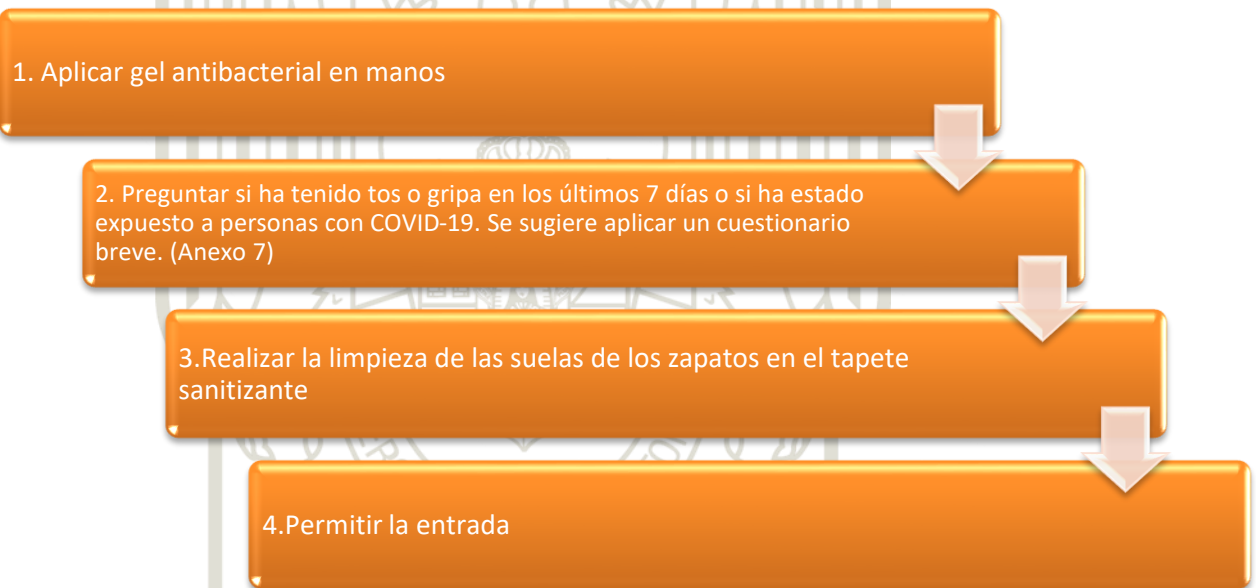 1. Aplicar gel antibacterial en manos
2. Preguntar si ha tenido tos o gripa en los últimos 7 días o si ha estado
expuesto a personas con COVID-19. Se sugiere aplicar un cuestionario
breve. (Anexo 7)
3.Realizar la limpieza de las suelas de los zapatos en el tapete
sanitizante
4.Permitir la entrada